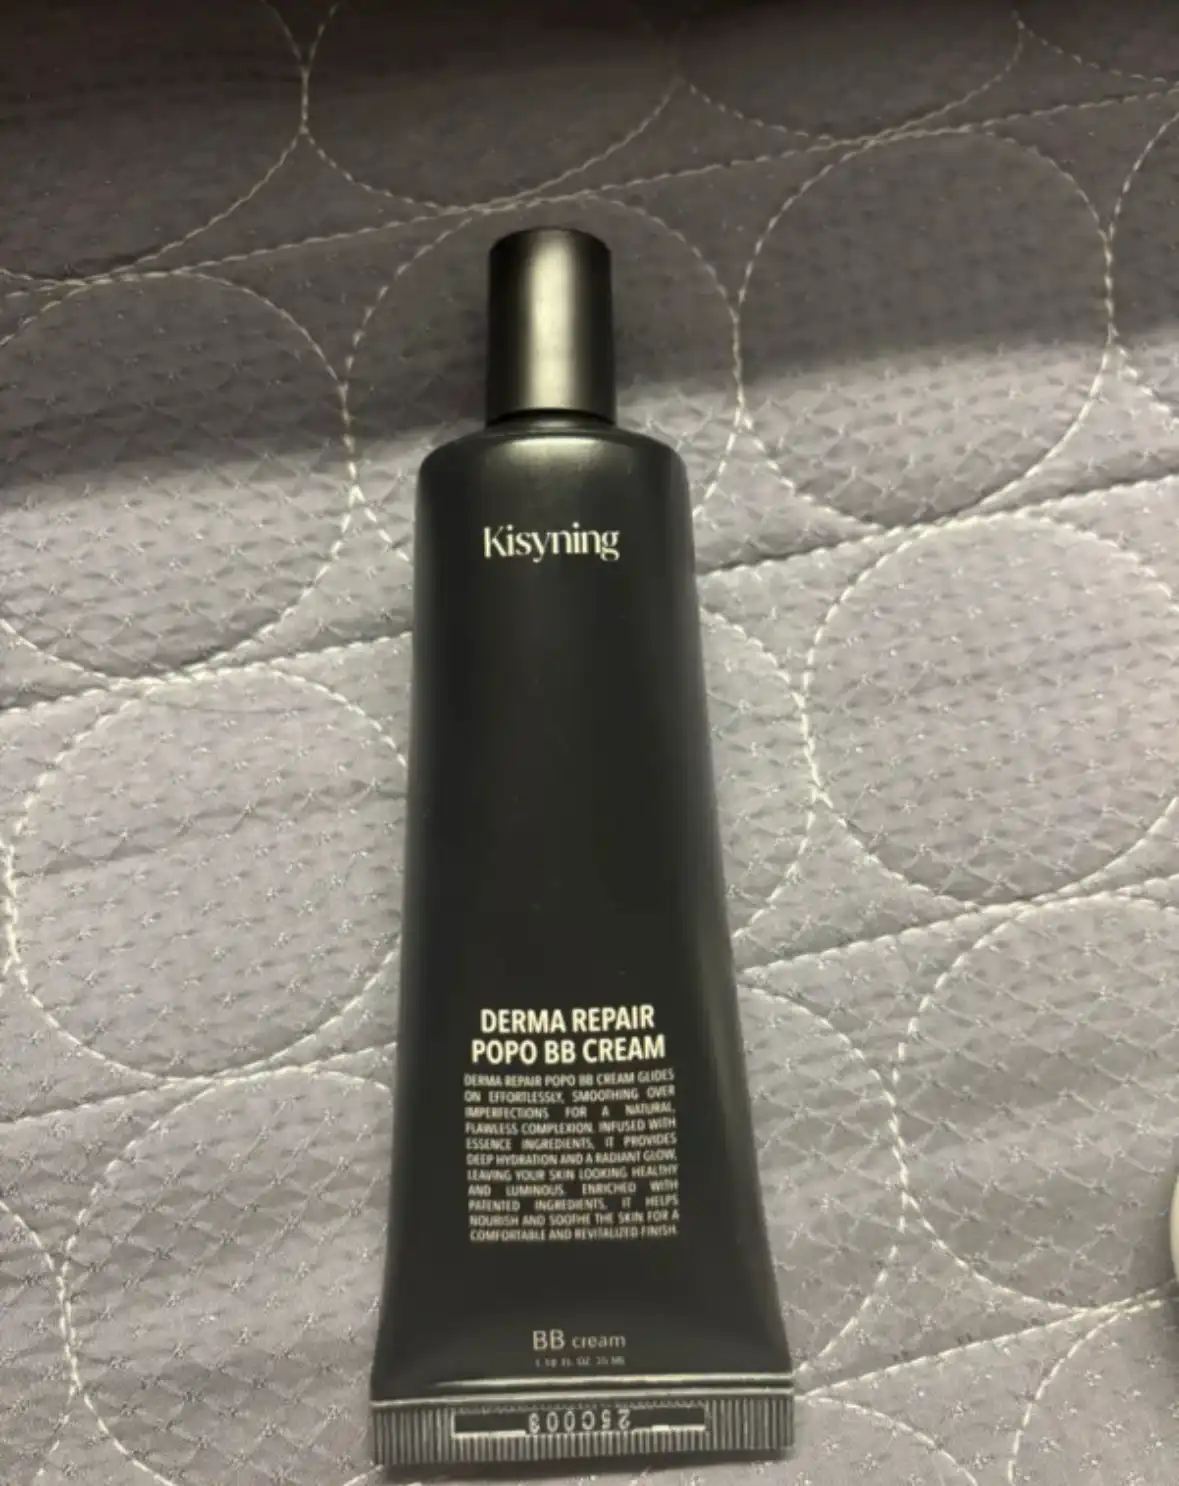 Kisyning
DERMA REPAIR
POPO BB CREAM
DERMA REPAIR POPO BB CREAM GLIDES
ON EFFORTLESSLY, SMOOTHING OVER
IMPERFECTIONS FOR A NATURAL,
FLAWLESS COMPLEXION. INFUSED WITH
ESSENCE INGREDIENTS, IT PROVIDES
DEEP HYDRATION AND A RADIANT GLOW,
LEAVING YOUR SKIN LOOKING HEALTHY
AND LUMINOUS. ENRICHED WITH
PATENTED INGREDIENTS, IT HELPS
NOURISH AND SOOTHE THE SKIN FOR A
COMFORTABLE AND REVITALIZED FINISH.
BB cream
FL. OZ
25C003